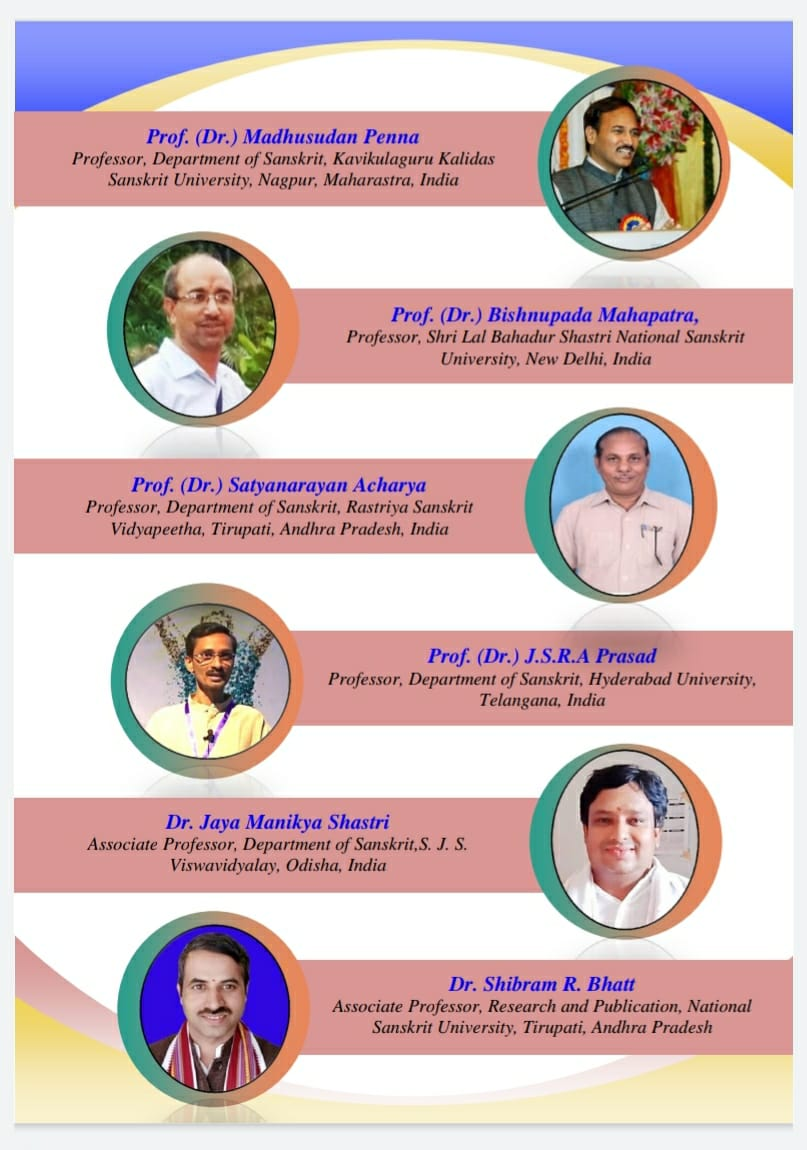 Prof. (Dr.) Madhusudan Penna
Professor, Department of Sanskrit, Kavikulaguru Kalidas
Sanskrit University, Nagpur, Maharastra, India
Prof. (Dr.) Bishnupada Mahapatra,
Professor, Shri Lal Bahadur Shastri National Sanskrit
University, New Delhi, India
Prof. (Dr.) Satyanarayan Acharya
Professor, Department of Sanskrit, Rastriya Sanskrit
Vidyapeetha, Tirupati, Andhra Pradesh, India
Prof. (Dr.) J.S.R.A Prasad
Professor, Department of Sanskrit, Hyderabad University,
Telangana, India
Dr. Jaya Manikya Shastri
Associate Professor, Department of Sanskrit,S. J. S.
Viswavidyalay, Odisha, India
Dr. Shibram R. Bhatt
Associate Professor, Research and Publication, National
Sanskrit University, Tirupati, Andhra Pradesh